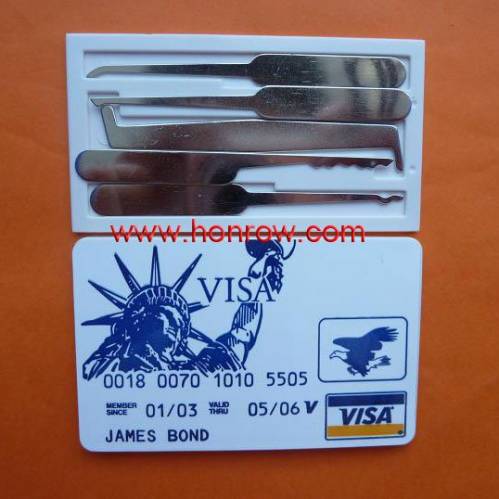 www.honrow.com
VISA
0018 0070 1010 5505
MEMBER SINCE 01/03 VALID THRU 05/06 V
VISA
JAMES BOND